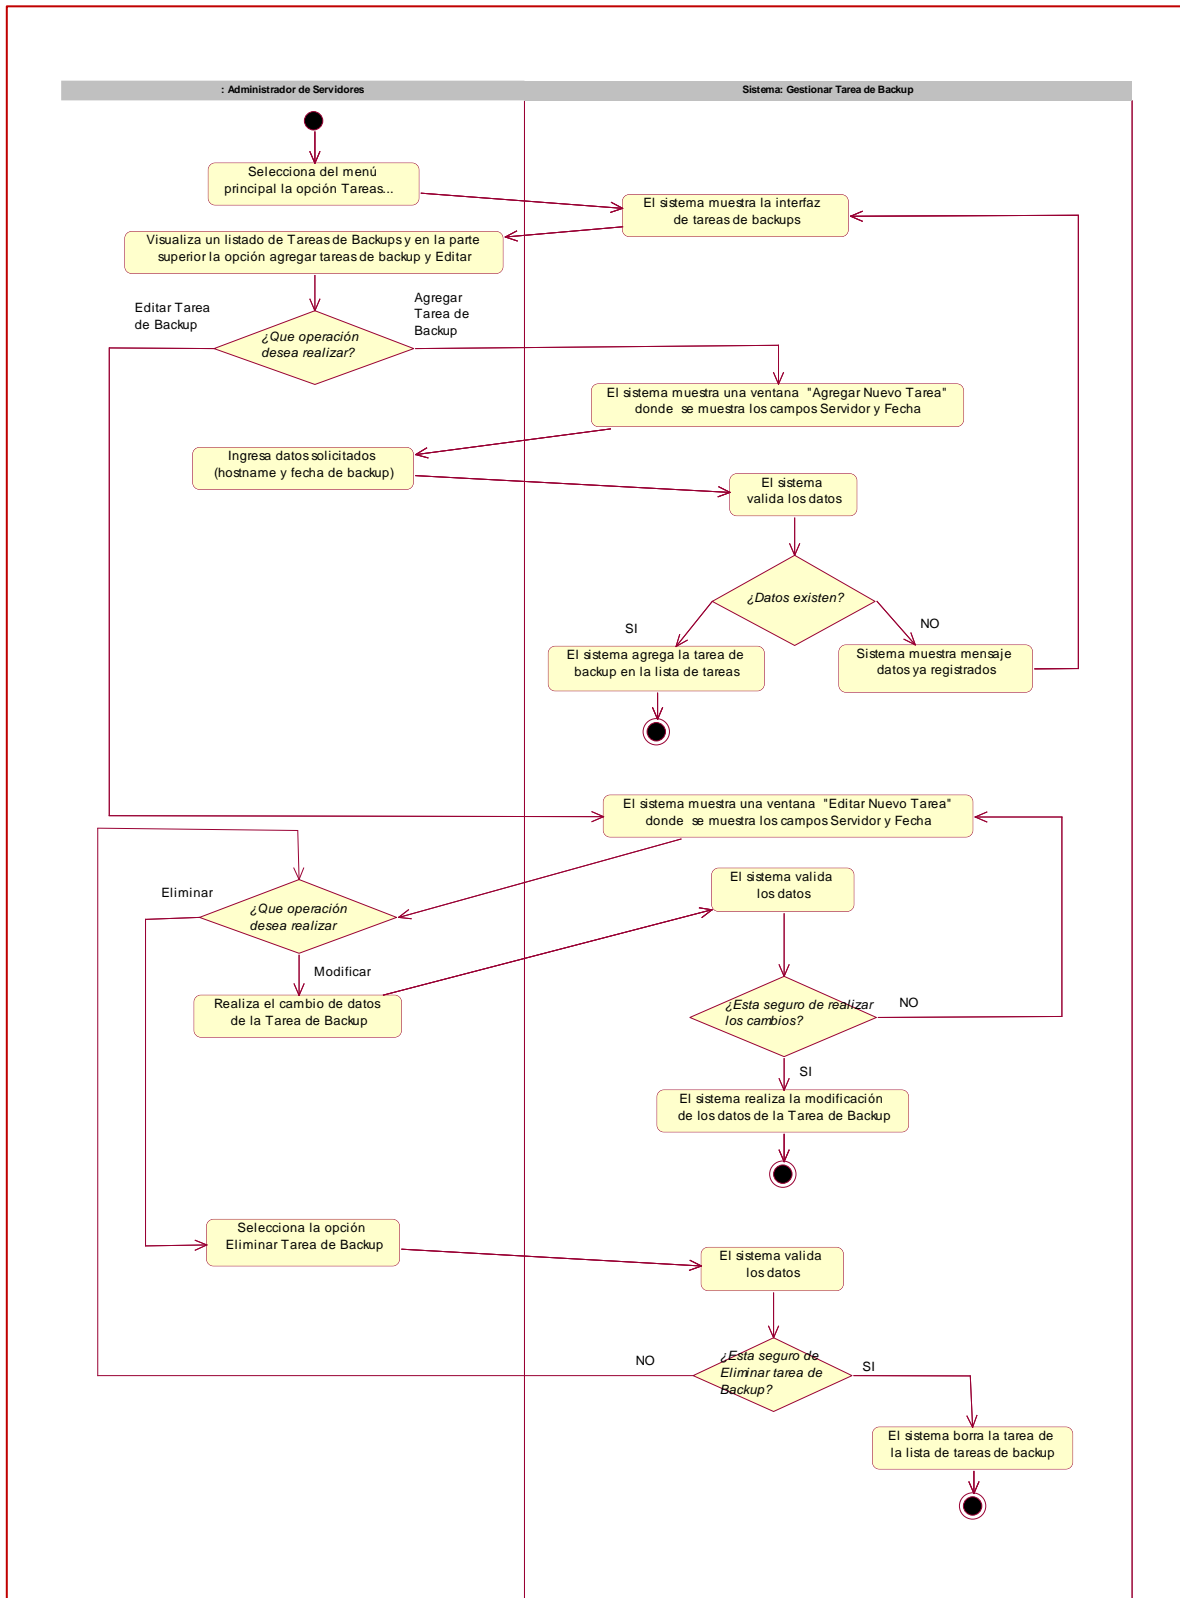 : Administrador de Servidores
Sistema: Gestionar Tarea de Backup
Selecciona del menú
principal la opción Tareas...
El sistema muestra la interfaz
de tareas de backups
Visualiza un listado de Tareas de Backups y en la parte
superior la opción agregar tareas de backup y Editar
Editar Tarea
de Backup
Agregar
Tarea de
Backup
¿Que operación
desea realizar?
El sistema muestra una ventana "Agregar Nuevo Tarea"
donde se muestra los campos Servidor y Fecha
Ingresa datos solicitados
(hostname y fecha de backup)
El sistema
valida los datos
¿Datos existen?
SI
NO
El sistema agrega la tarea de
backup en la lista de tareas
Sistema muestra mensaje
datos ya registrados
El sistema muestra una ventana "Editar Nuevo Tarea"
donde se muestra los campos Servidor y Fecha
Eliminar
¿Que operación
desea realizar
El sistema valida
los datos
Modificar
Realiza el cambio de datos
de la Tarea de Backup
¿Esta seguro de realizar
los cambios?
NO
SI
El sistema realiza la modificación
de los datos de la Tarea de Backup
Selecciona la opción
Eliminar Tarea de Backup
El sistema valida
los datos
NO
¿Esta seguro de
Eliminar tarea de
Backup?
SI
El sistema borra la tarea de
la lista de tareas de backup